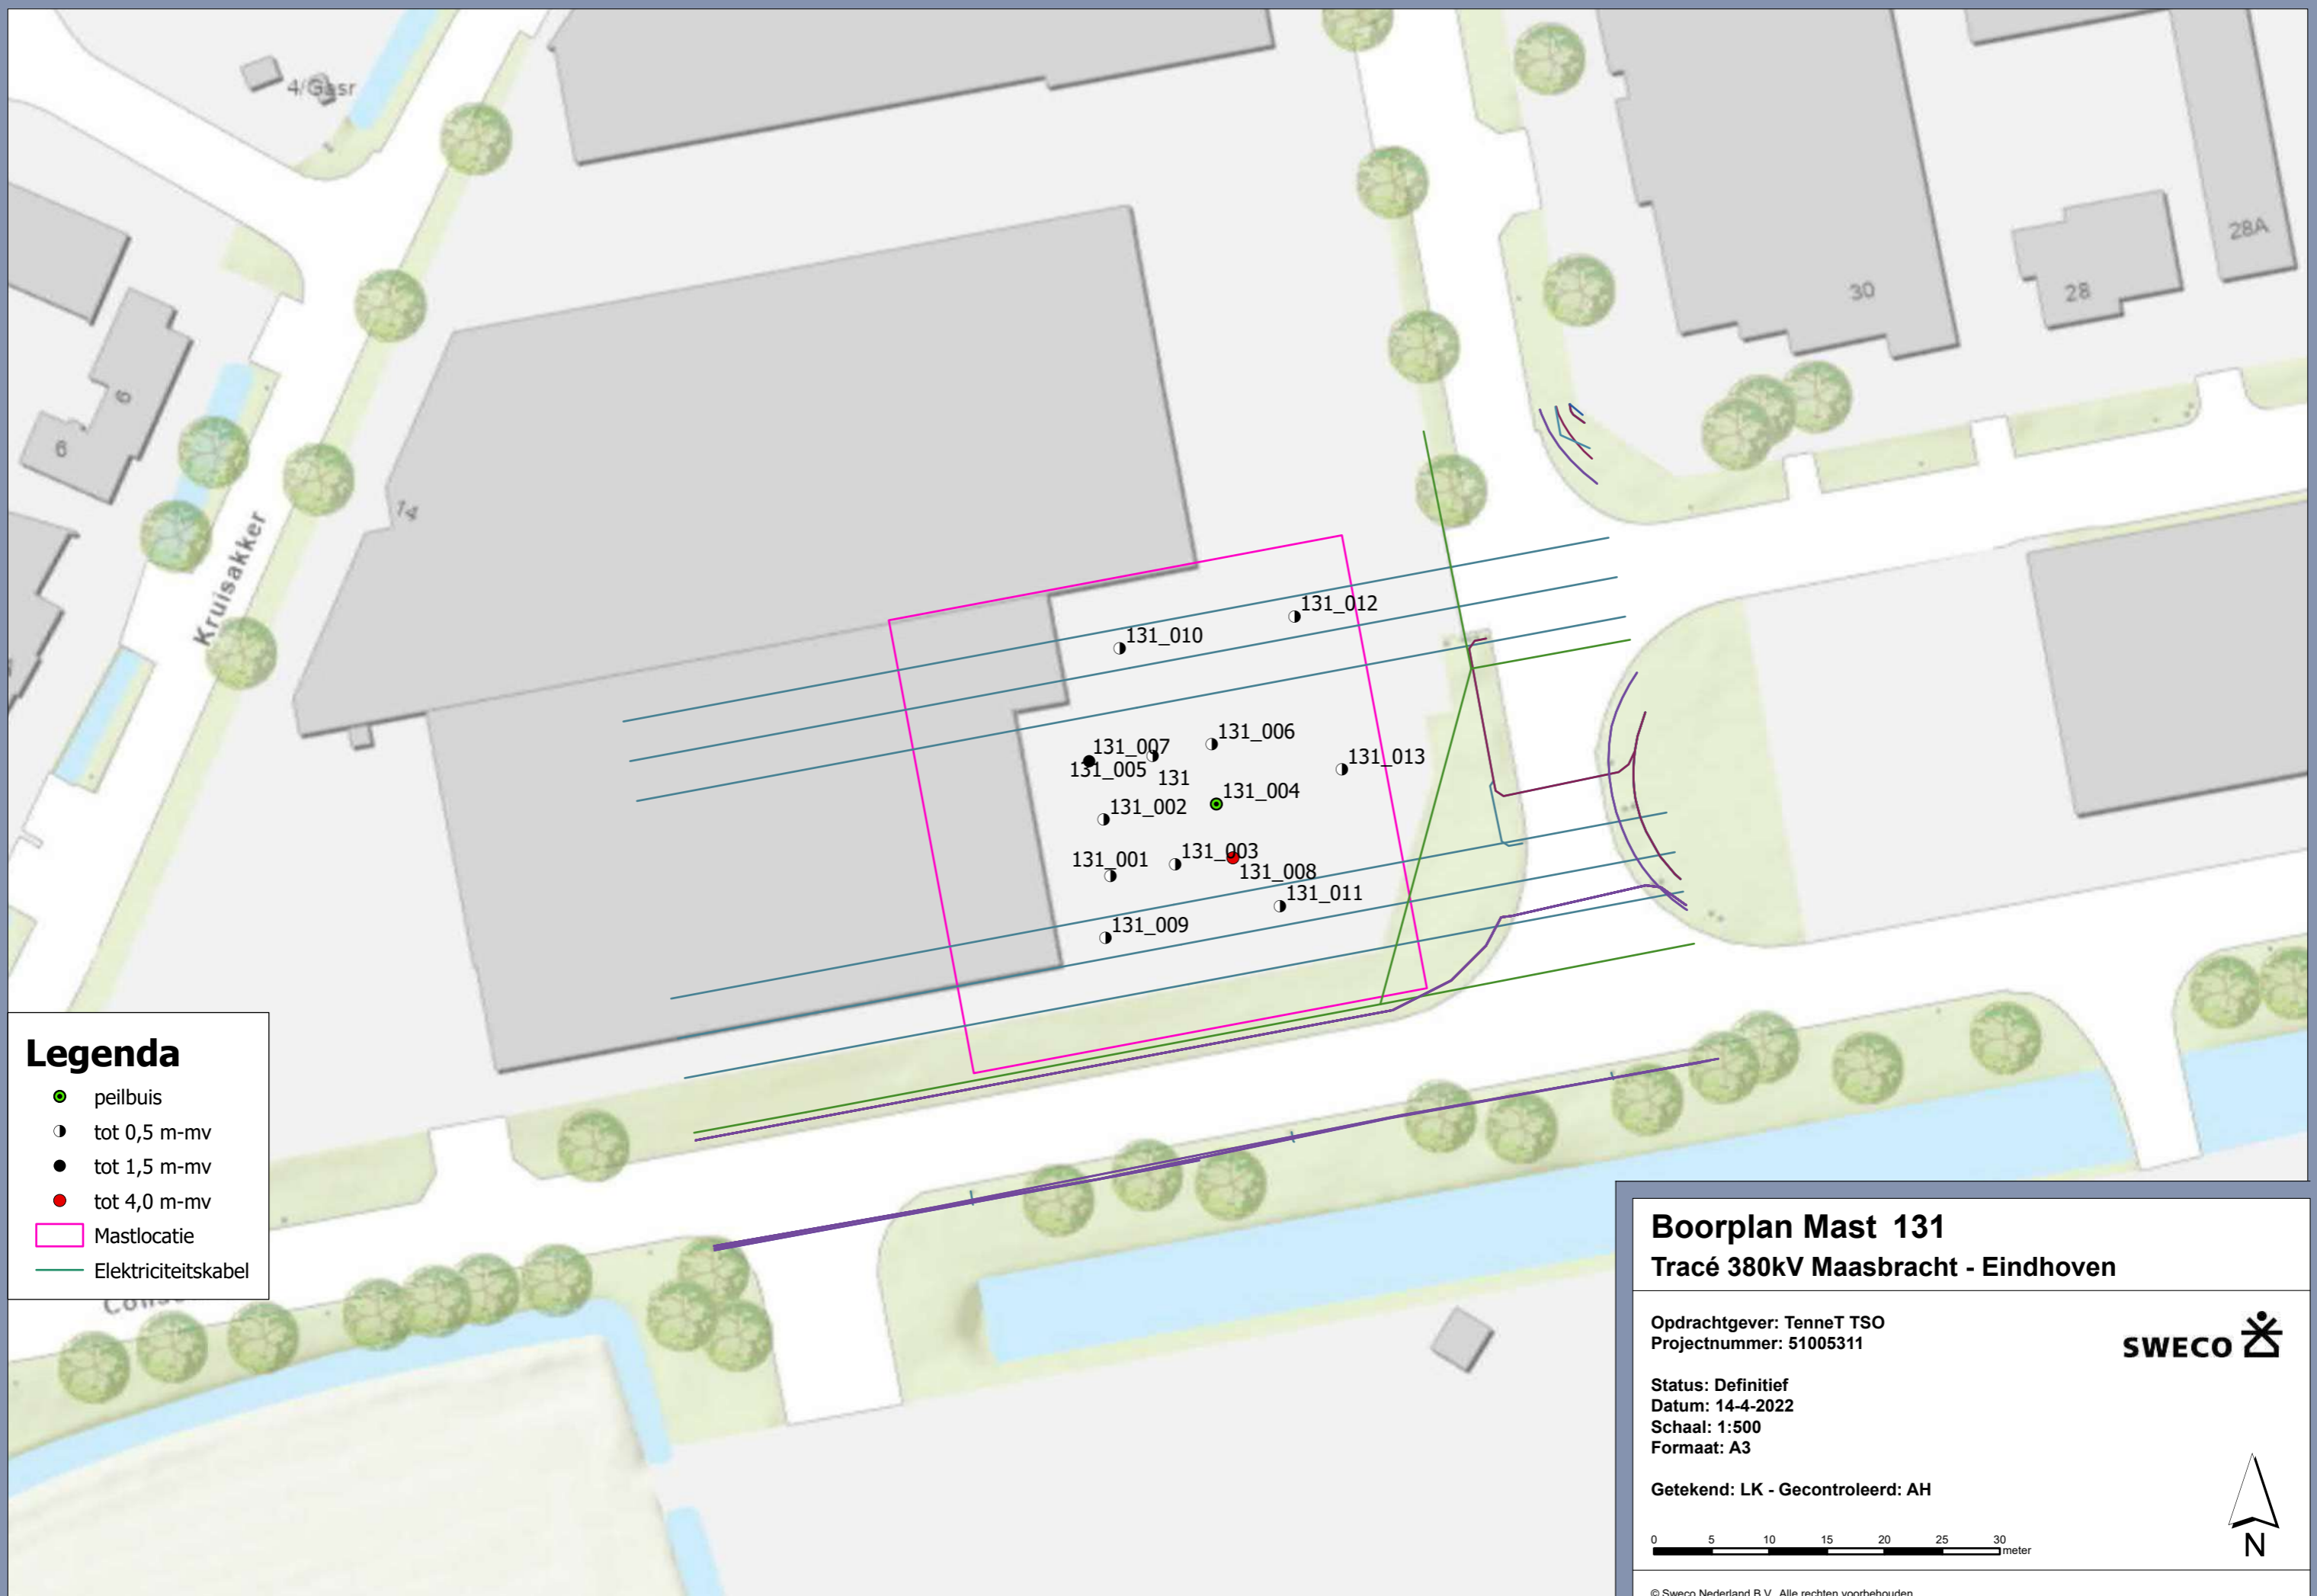 4/Gasr
28A
30
28
6
6
14
Kruisakker
131_012
131_010
131_006
131_007
131_013
131_005
131
131_004
131_002
131_003
131_001
131_008
131_011
131_009
Legenda
peilbuis
tot 0,5 m-mv
tot 1,5 m-mv
tot 4,0 m-mv
Mastlocatie
Elektriciteitskabel
Boorplan Mast 131
Tracé 380kV Maasbracht - Eindhoven
Opdrachtgever: TenneT TSO
Projectnummer: 51005311
SWECO
Status: Definitief
Datum: 14-4-2022
Schaal: 1:500
Formaat: A3
Getekend: LK - Gecontroleerd: AH
0 5 10 15 20 25 30
meter
N
© Sweco Nederland B.V. Alle rechten voorbehouden